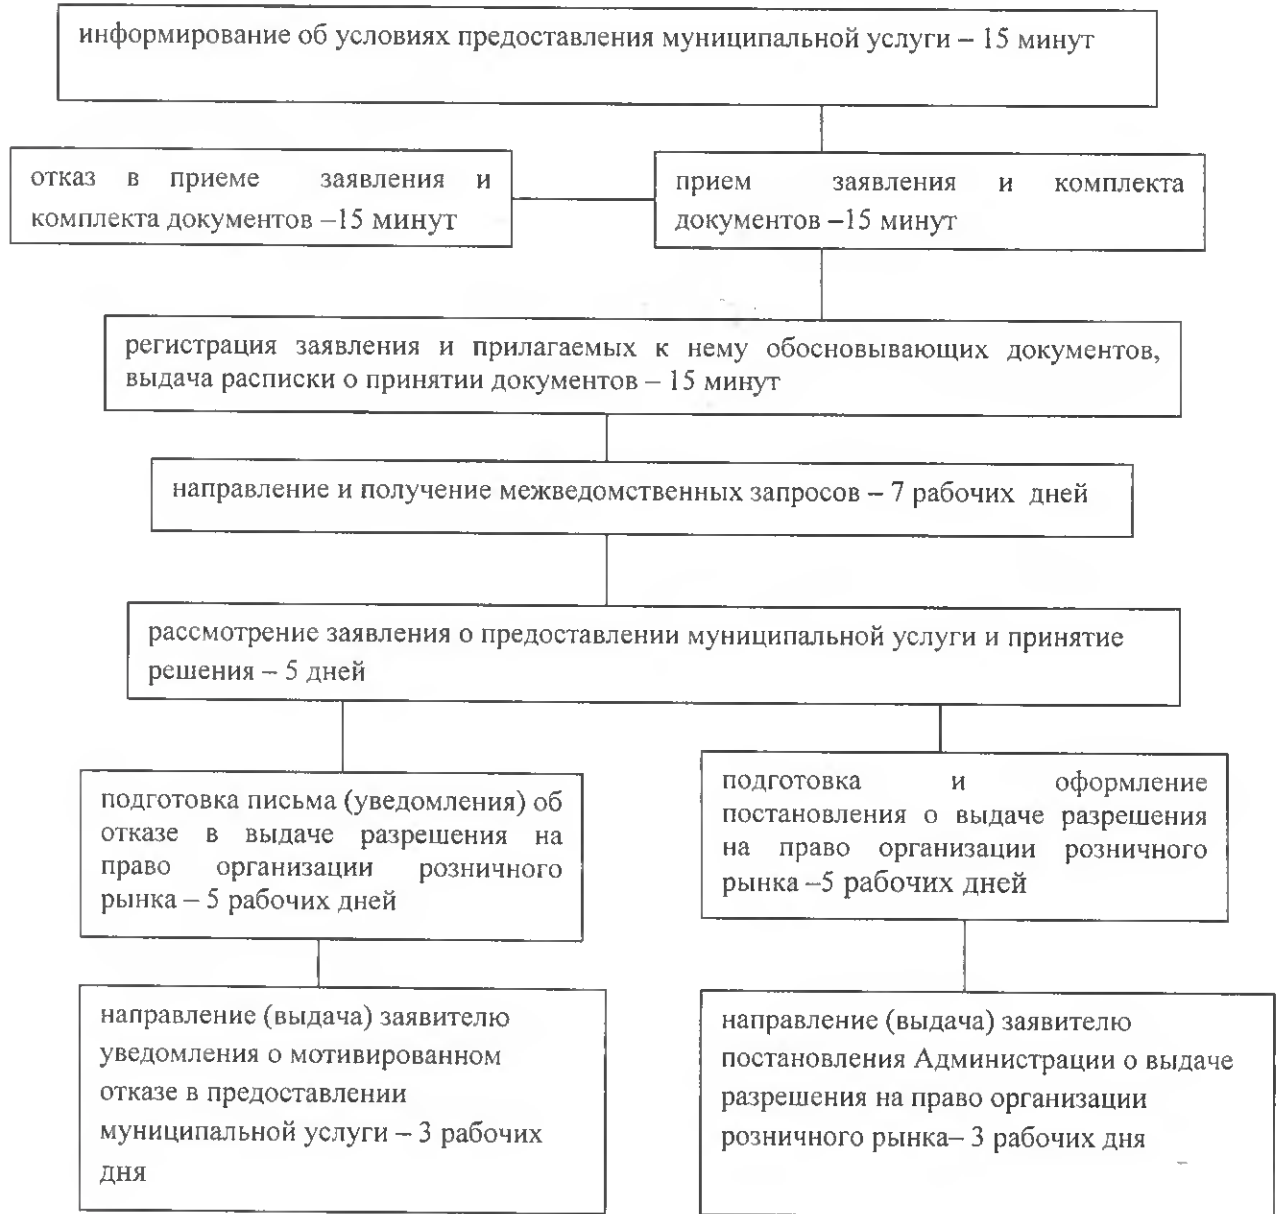 информирование об условиях предоставления муниципальной услуги – 15 минут
отказ в приеме заявления и
комплекта документов –15 минут
прием заявления и комплекта
документов –15 минут
регистрация заявления и прилагаемых к нему обосновывающих документов,
выдача расписки о принятии документов – 15 минут
направление и получение межведомственных запросов – 7 рабочих дней
рассмотрение заявления о предоставлении муниципальной услуги и принятие
решения – 5 дней
подготовка письма (уведомления) об
отказе в выдаче разрешения на
право организации розничного
рынка – 5 рабочих дней
подготовка и оформление
постановления о выдаче разрешения
на право организации розничного
рынка –5 рабочих дней
направление (выдача) заявителю
уведомления о мотивированном
отказе в предоставлении
муниципальной услуги – 3 рабочих
дня
направление (выдача) заявителю
постановления Администрации о выдаче
разрешения на право организации
розничного рынка– 3 рабочих дня